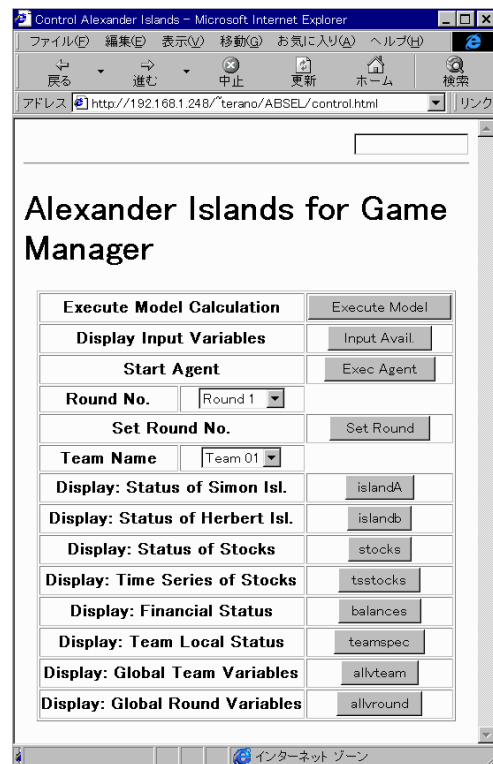 Control Alexander Islands - Microsoft Internet Explorer
ファイル(F) 編集(E) 表示(V) 移動(G) お気に入り(A) ヘルプ(H)
戻る 進む 中止 更新 ホーム 検索
アドレス http://192.168.1.248/~terano/ABSEL/control.html リンク
Alexander Islands for Game
Manager
Execute Model Calculation Execute Model
Display Input Variables Input Avail.
Start Agent Exec Agent
Round No. Round 1
Set Round No. Set Round
Team Name Team 01
Display: Status of Simon Isl. islandA
Display: Status of Herbert Isl. islandb
Display: Status of Stocks stocks
Display: Time Series of Stocks tsstocks
Display: Financial Status balances
Display: Team Local Status teamspec
Display: Global Team Variables allvteam
Display: Global Round Variables allvround
インターネット ゾーン